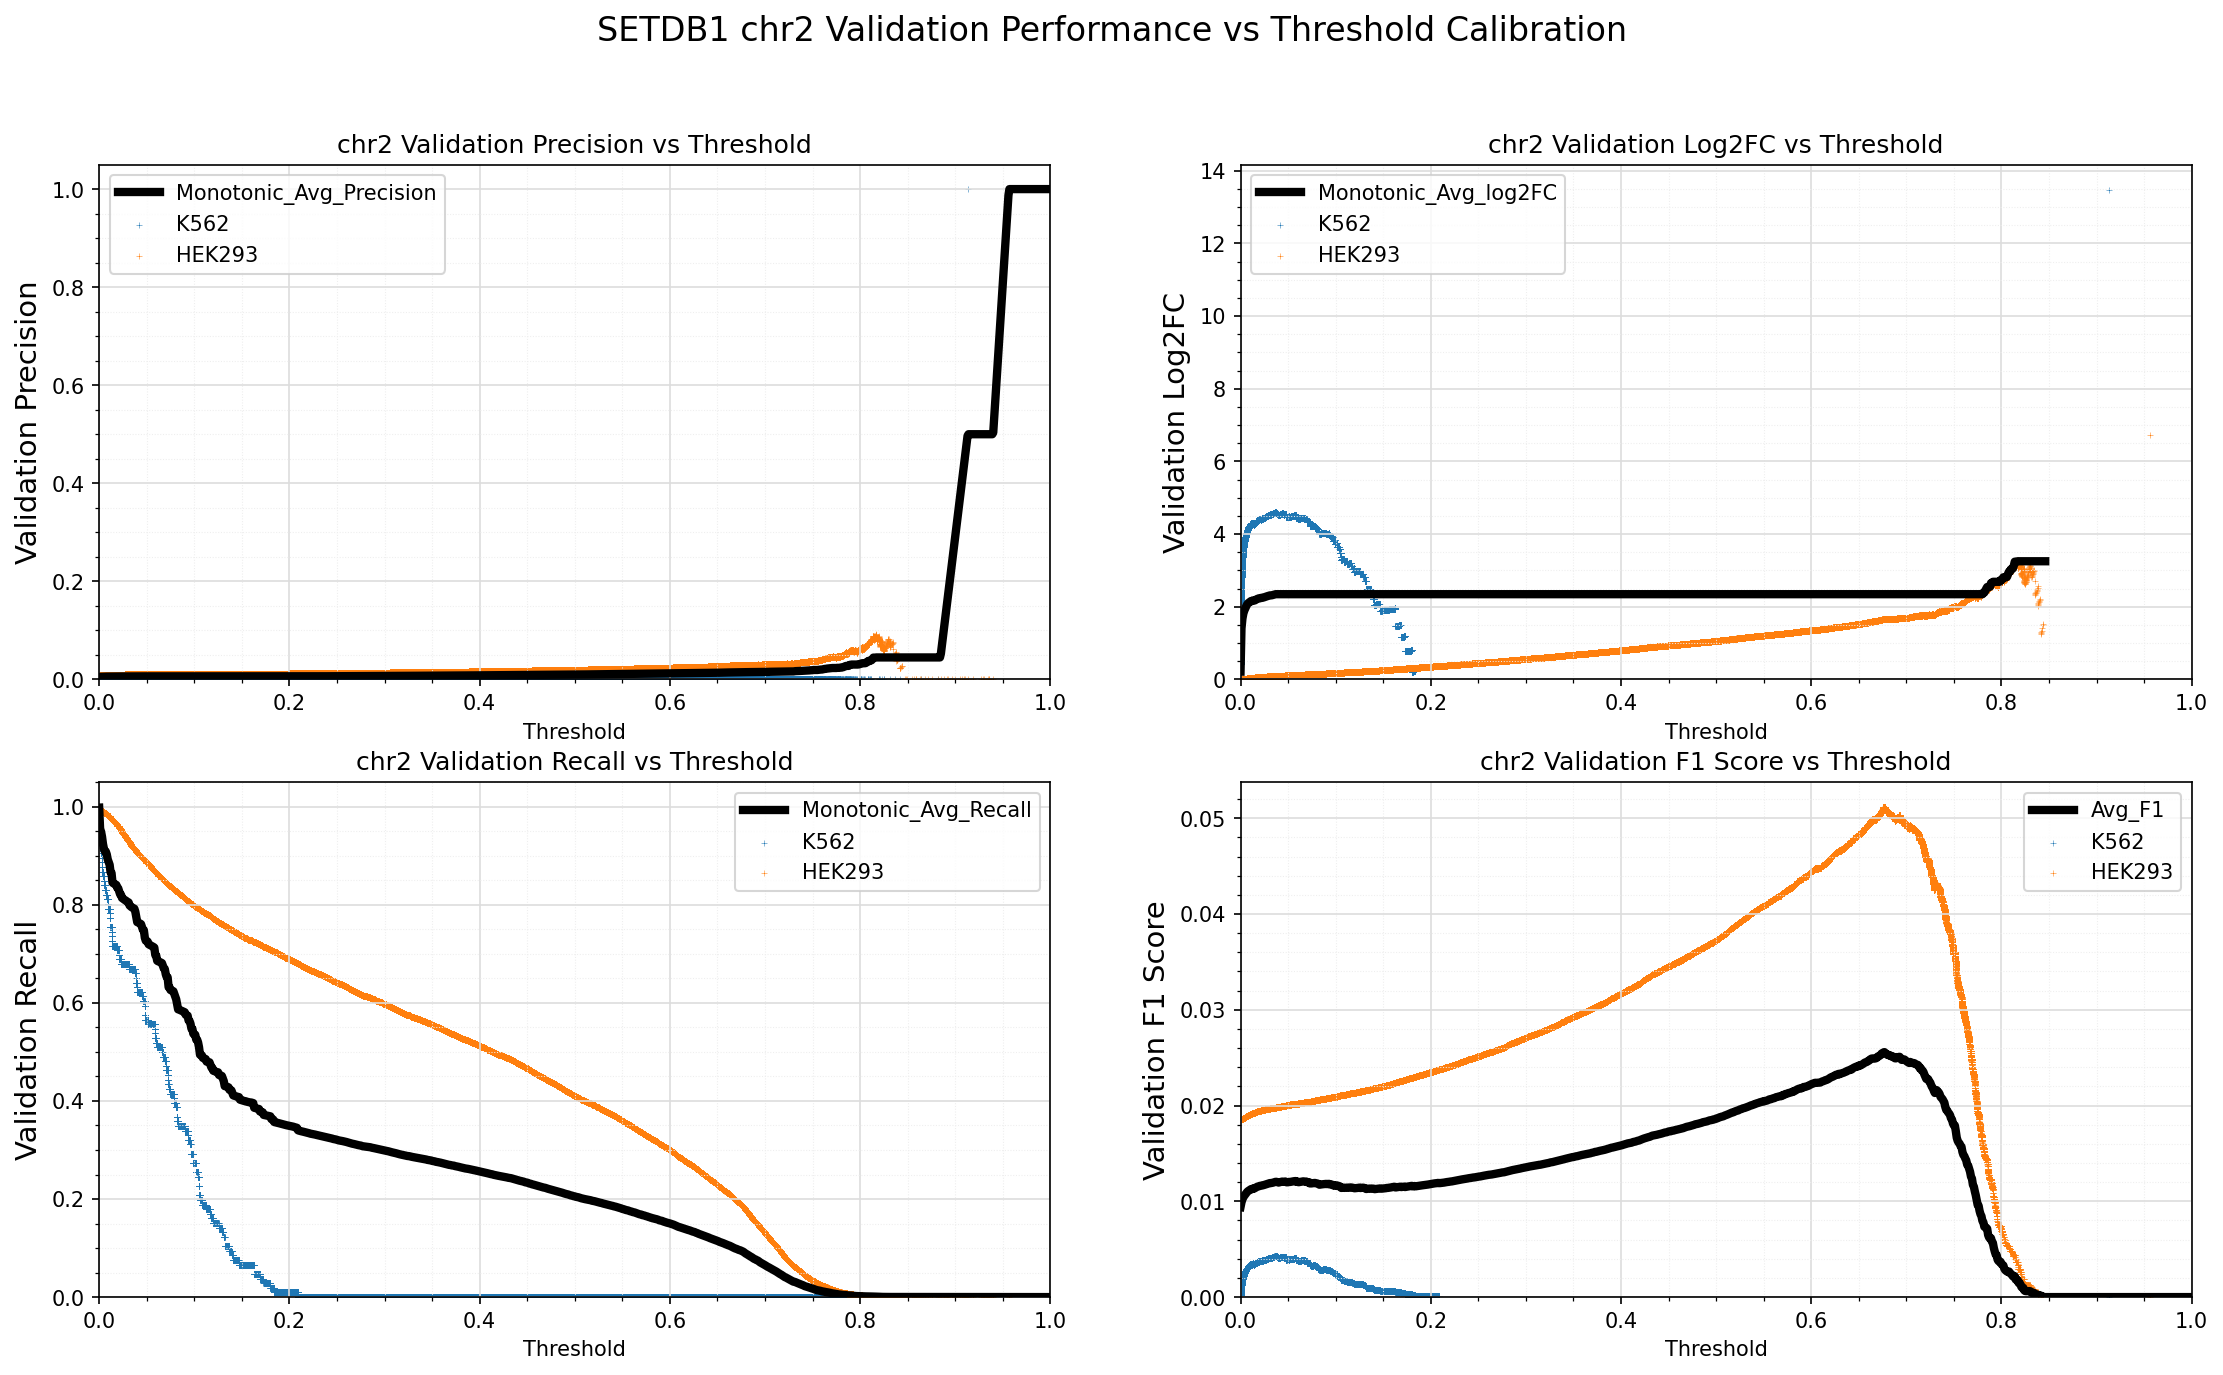 SETDB1 chr2 Validation Performance vs Threshold Calibration
chr2 Validation Precision vs Threshold
Validation Precision
1.0
0.8
0.6
0.4
0.2
0.0
Monotonic_Avg_Precision
K562
HEK293
0.0 0.2 0.4 0.6 0.8 1.0
Threshold
chr2 Validation Log2FC vs Threshold
Validation Log2FC
14
12
10
8
6
4
2
0
Monotonic_Avg_log2FC
K562
HEK293
0.0 0.2 0.4 0.6 0.8 1.0
Threshold
chr2 Validation Recall vs Threshold
Validation Recall
1.0
0.8
0.6
0.4
0.2
0.0
Monotonic_Avg_Recall
K562
HEK293
0.0 0.2 0.4 0.6 0.8 1.0
Threshold
chr2 Validation F1 Score vs Threshold
Validation F1 Score
0.05
0.04
0.03
0.02
0.01
0.00
Avg_F1
K562
HEK293
0.0 0.2 0.4 0.6 0.8 1.0
Threshold